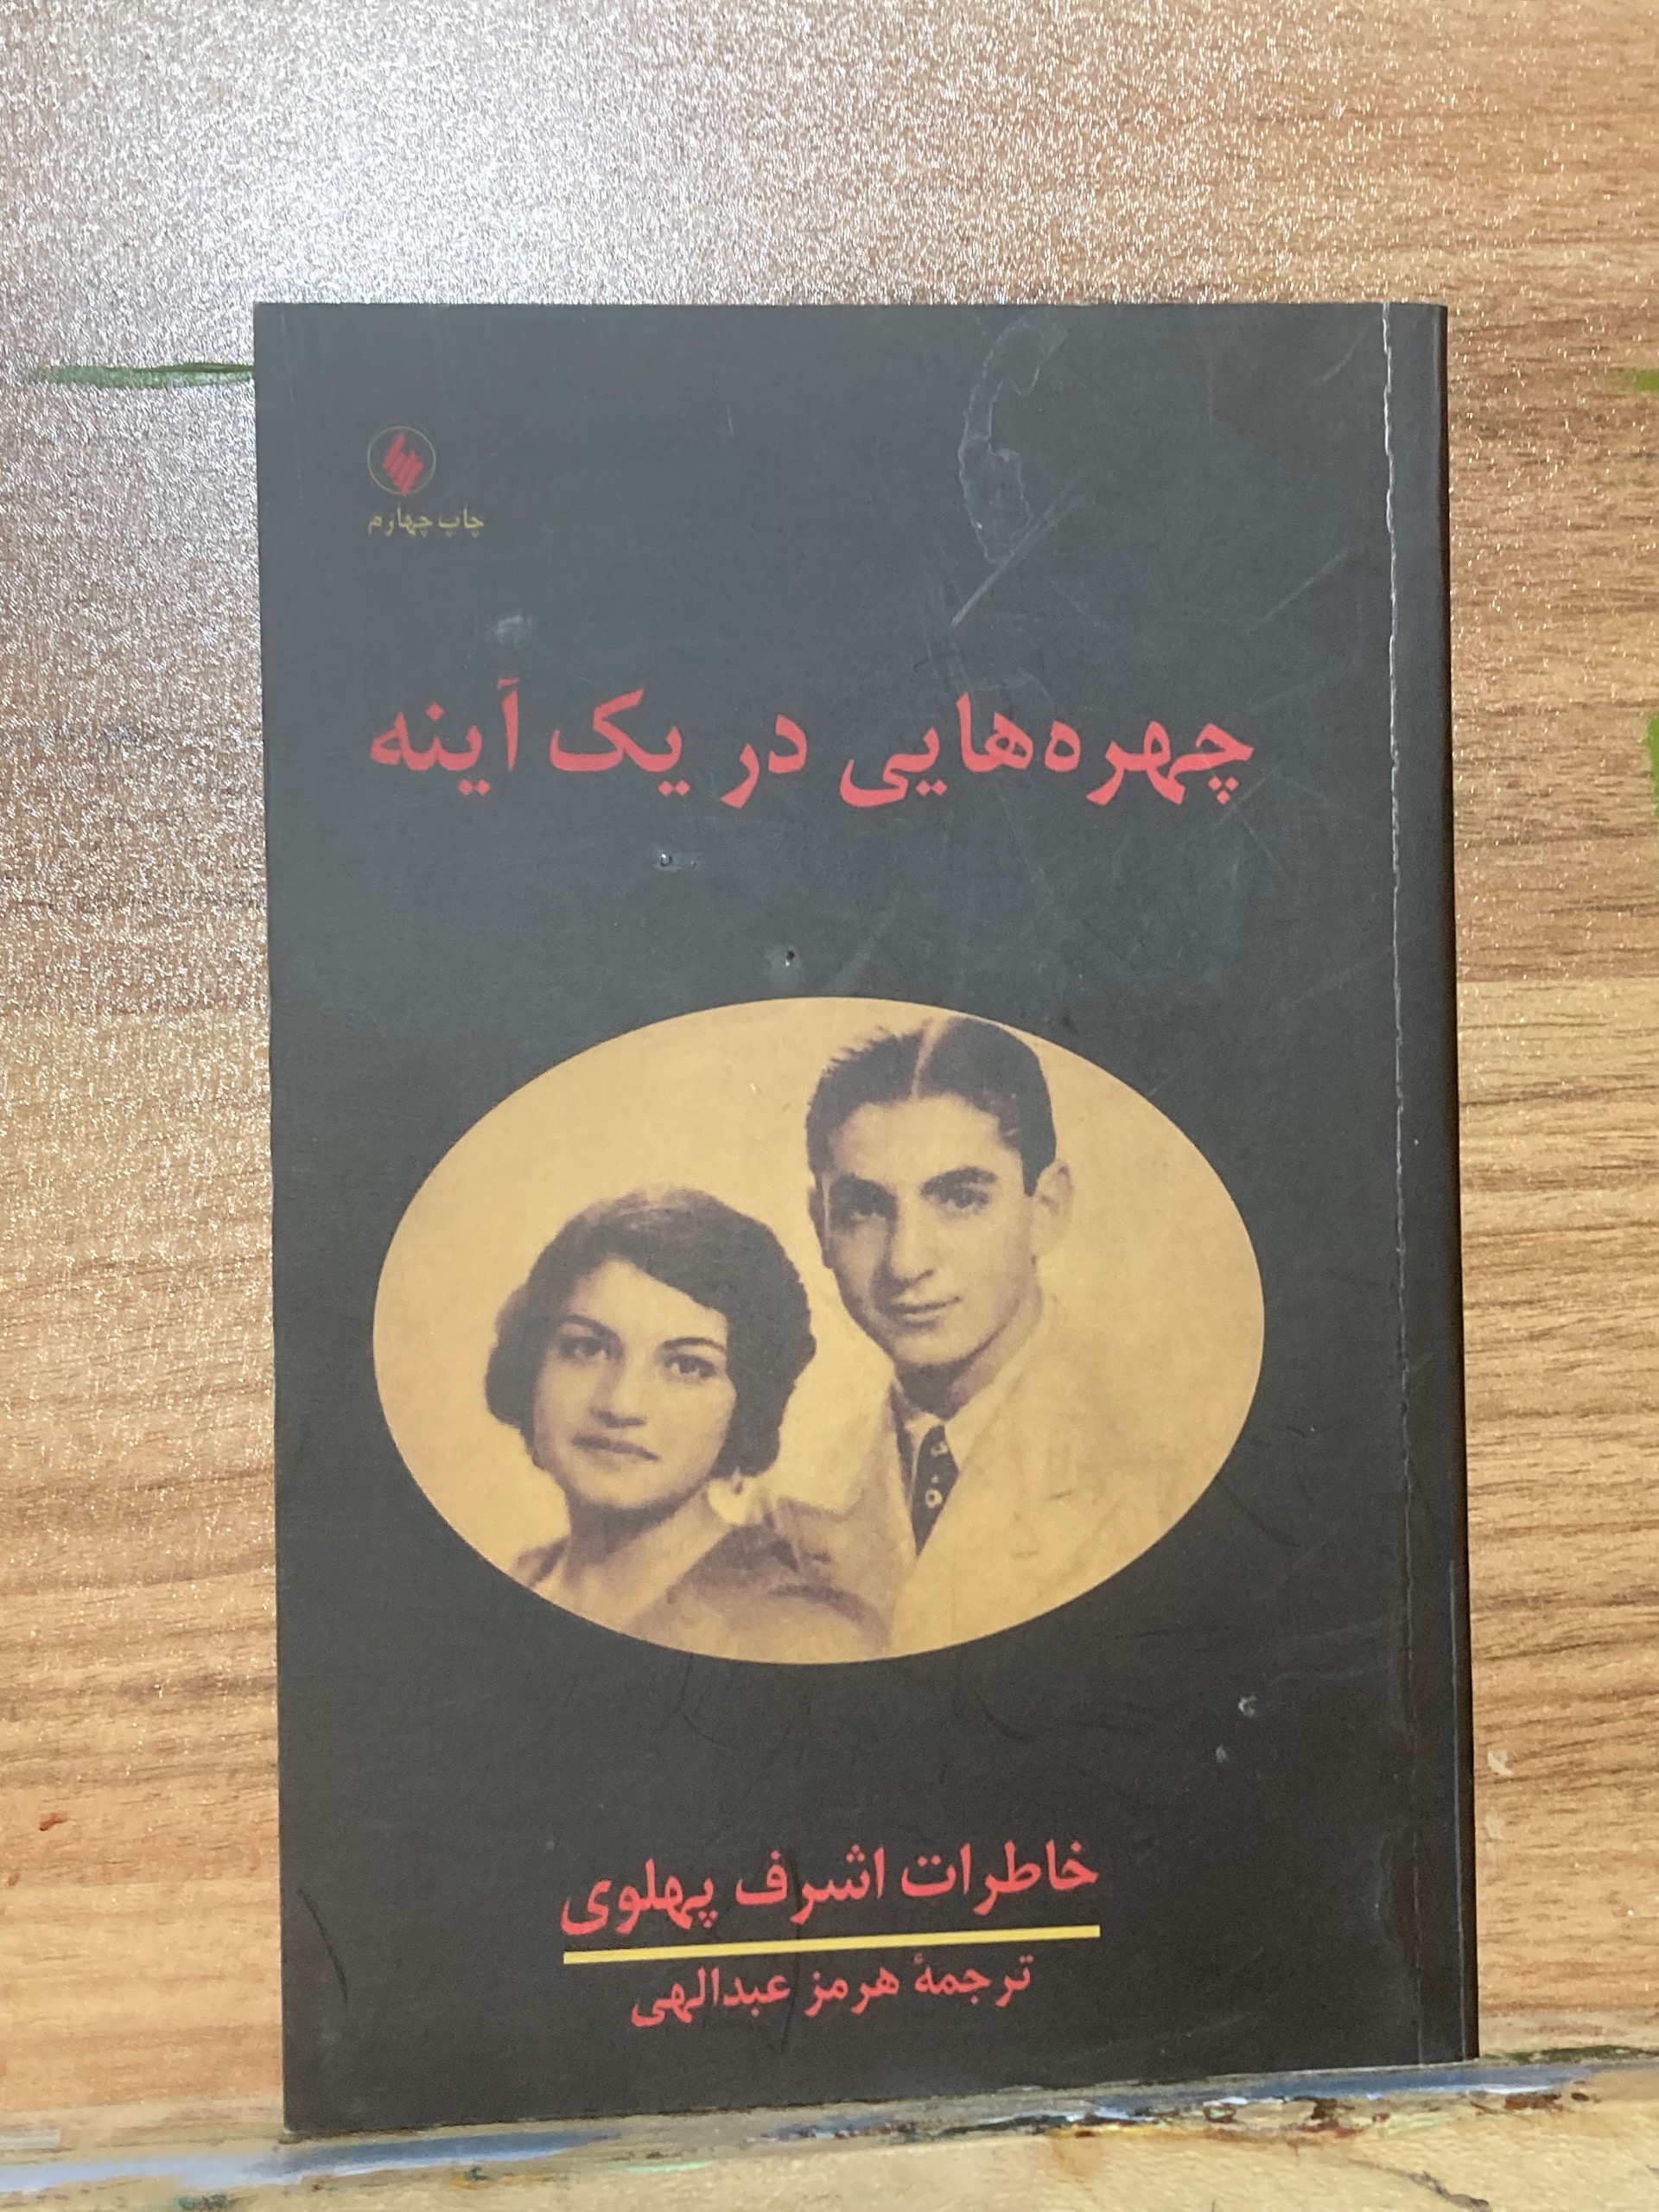 چاپ چهارم
چهره‌هایی در یک آینه
خاطرات اشرف پهلوی
ترجمهٔ هرمز عبدالهی